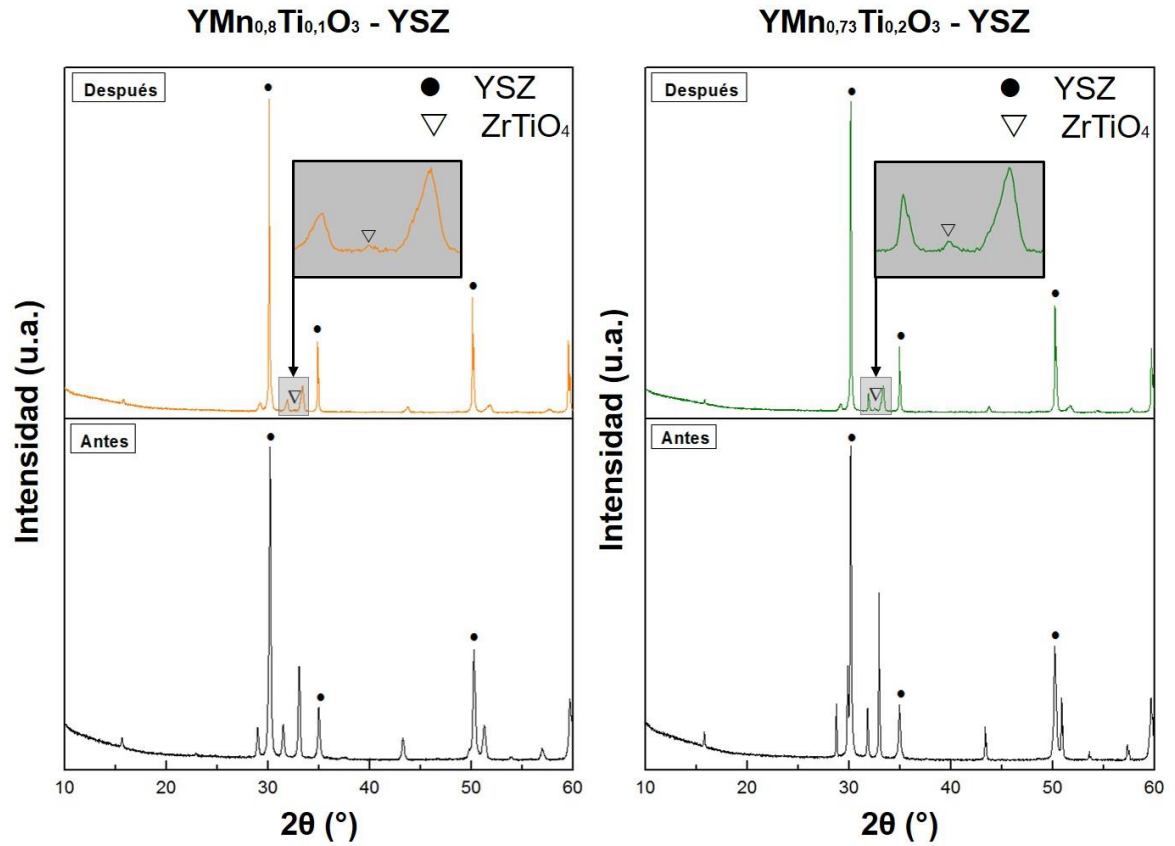 YMn0,8Ti0,1O3 - YSZ
Después
● YSZ
▽ ZrTiO4
Antes
Intensidad (u.a.)
10 20 30 40 50 60
2θ (°)
YMn0,73Ti0,2O3 - YSZ
Después
● YSZ
▽ ZrTiO4
Antes
Intensidad (u.a.)
10 20 30 40 50 60
2θ (°)